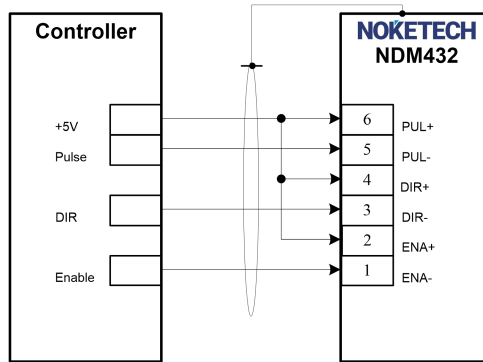 Controller
NOKETECH
NDM432
+5V
6
PUL+
Pulse
5
PUL-
4
DIR+
DIR
3
DIR-
2
ENA+
Enable
1
ENA-